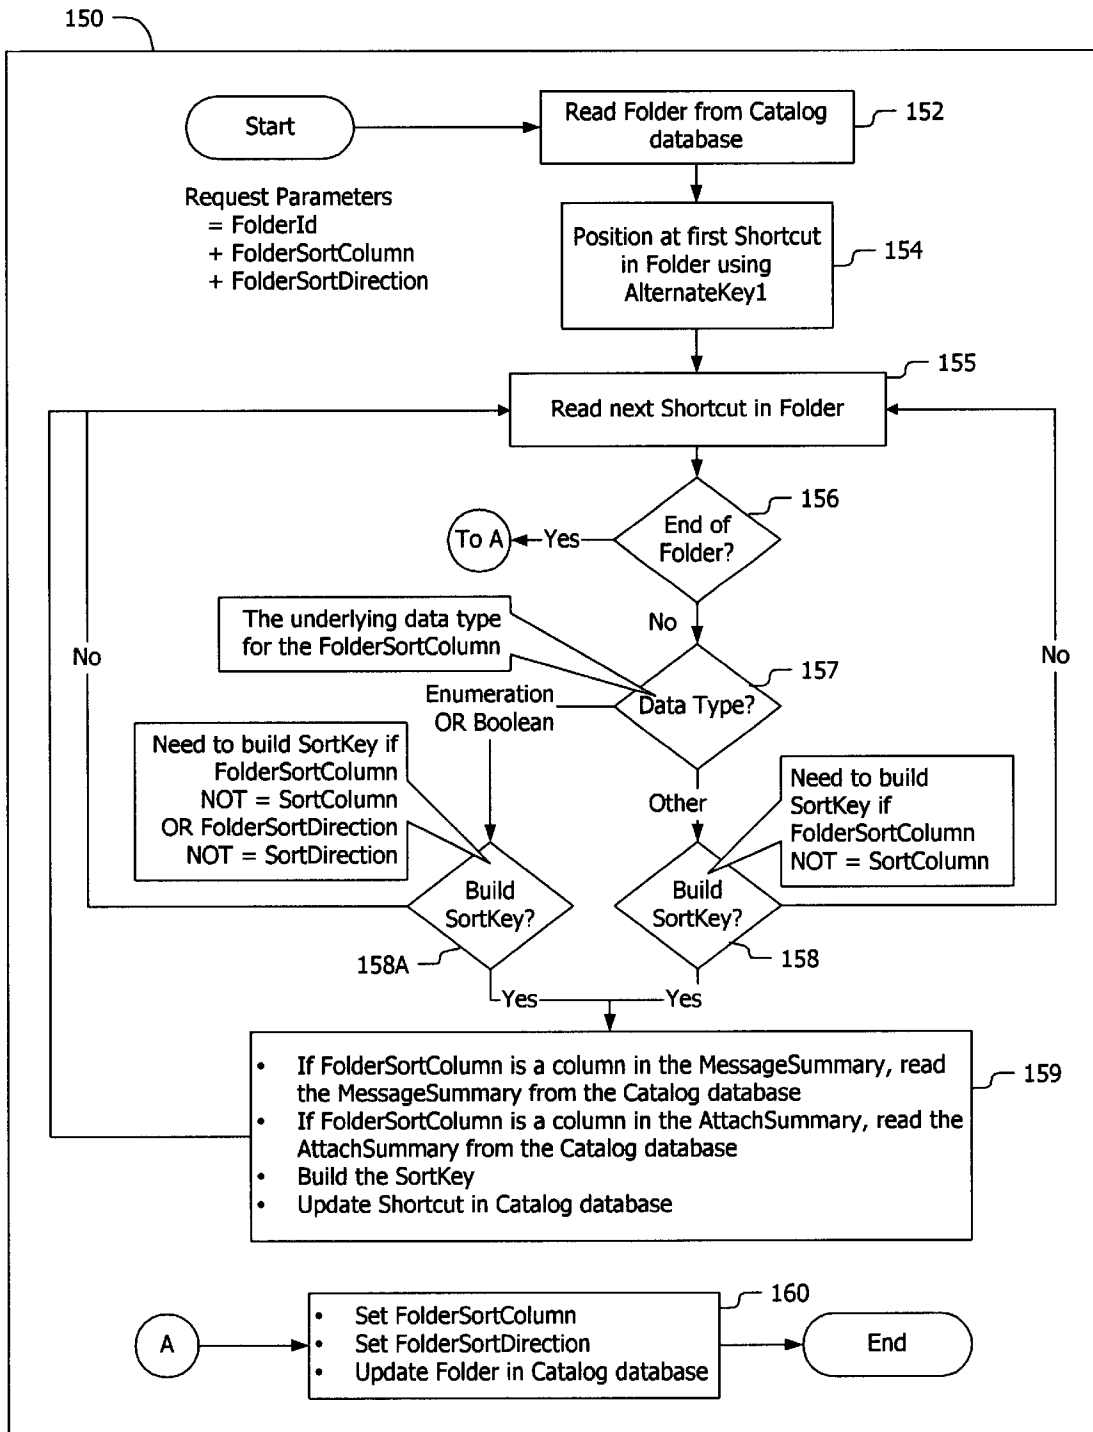 150
Start
Read Folder from Catalog
database
152
Request Parameters
= FolderId
+ FolderSortColumn
+ FolderSortDirection
Position at first Shortcut
in Folder using
AlternateKey1
154
155
Read next Shortcut in Folder
156
End of
Folder?
Yes
To A
No
The underlying data type
for the FolderSortColumn
157
Data Type?
Enumeration
OR Boolean
No
No
Need to build SortKey if
FolderSortColumn
NOT = SortColumn
OR FolderSortDirection
NOT = SortDirection
Other
Need to build
SortKey if
FolderSortColumn
NOT = SortColumn
Build
SortKey?
158A
Build
SortKey?
158
Yes
Yes
• If FolderSortColumn is a column in the MessageSummary, read
the MessageSummary from the Catalog database
• If FolderSortColumn is a column in the AttachSummary, read the
AttachSummary from the Catalog database
• Build the SortKey
• Update Shortcut in Catalog database
159
160
A
• Set FolderSortColumn
• Set FolderSortDirection
• Update Folder in Catalog database
End